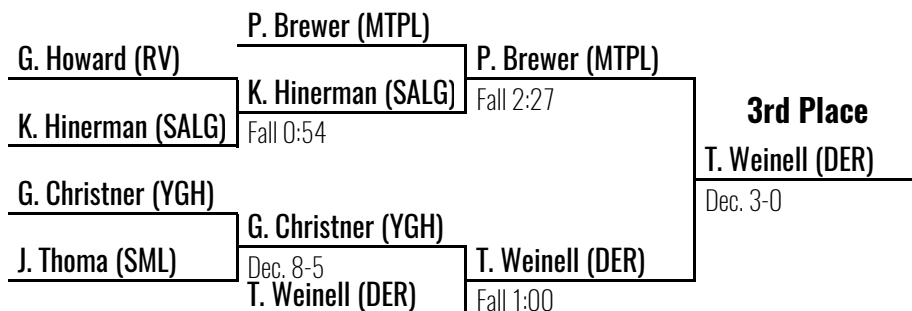 P. Brewer (MTPL)
G. Howard (RV)
P. Brewer (MTPL)
K. Hinerman (SALG)
Fall 2:27
3rd Place
K. Hinerman (SALG)
Fall 0:54
T. Weinell (DER)
G. Christner (YGH)
Dec. 3-0
G. Christner (YGH)
J. Thoma (SML)
Dec. 8-5
T. Weinell (DER)
T. Weinell (DER)
Fall 1:00